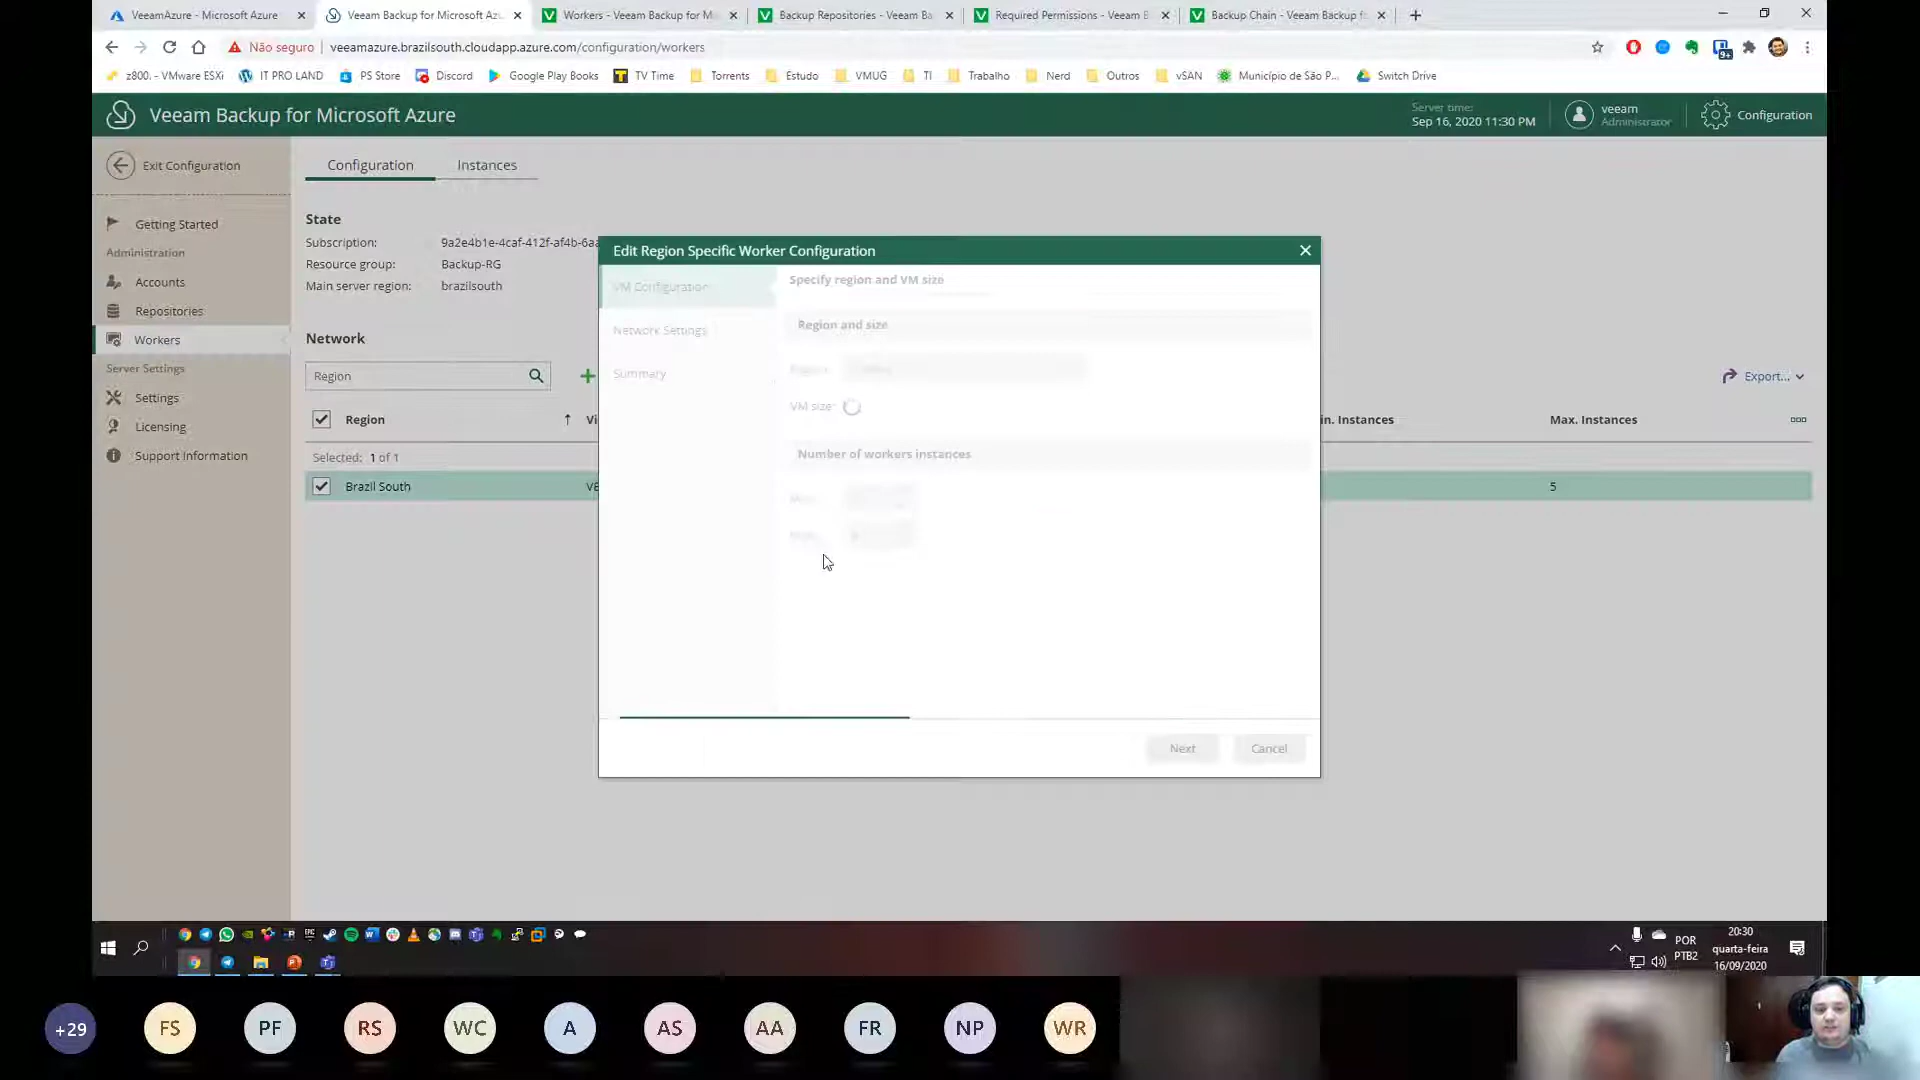 VeeamAzure - Microsoft Azure
Veeam Backup for Microsoft Az
Workers - Veeam Backup for M
Backup Repositories - Veeam Ba
Required Permissions - Veeam B
Backup Chain - Veeam Backup f
Não seguro | veeamazure.brazilsouth.cloudapp.azure.com/configuration/workers
z800. - VMware ESXi
IT PRO LAND
PS Store
Discord
Google Play Books
TV Time
Torrents
Estudo
VMUG
TI
Trabalho
Nerd
Outros
vSAN
Município de São P...
Switch Drive
Veeam Backup for Microsoft Azure
Server time:
Sep 16, 2020 11:30 PM
veeam
Administrator
Configuration
Exit Configuration
Getting Started
Administration
Accounts
Repositories
Workers
Server Settings
Settings
Licensing
Support Information
Configuration
Instances
State
Subscription: 9a2e4b1e-4caf-412f-af4b-6aa
Resource group: Backup-RG
Main server region: brazilsouth
Network
Region
Export...
Region
Vi
in. Instances
Max. Instances
Selected: 1 of 1
Brazil South
5
Edit Region Specific Worker Configuration
VM Configuration
Network Settings
Summary
Specify region and VM size
Region and size
Region:
VM size:
Number of workers instances
Next
Cancel
POR
PTB2
20:30
quarta-feira
16/09/2020
+29
FS
PF
RS
WC
A
AS
AA
FR
NP
WR